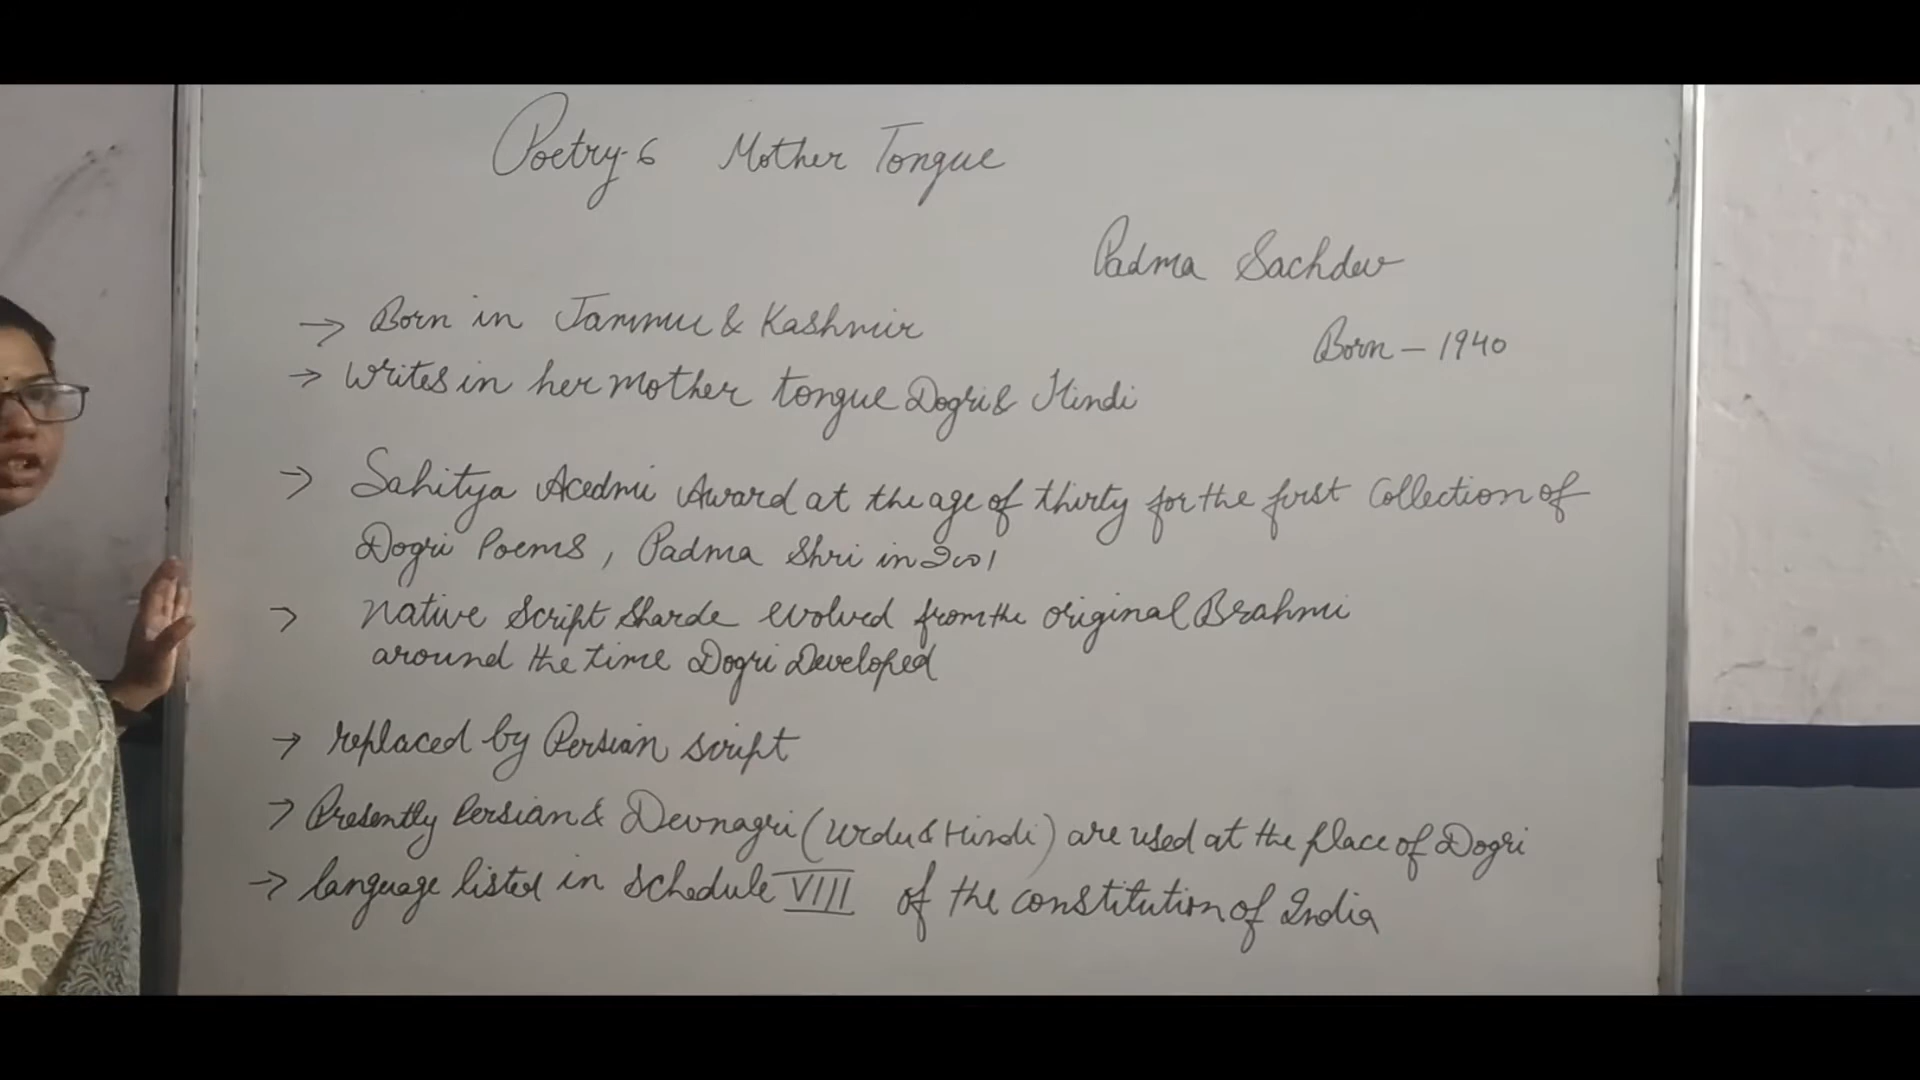 Poetry-6 Mother Tongue
Padma Sachdev
Born - 1940
→ Born in Jammu & Kashmir
→ Writes in her mother tongue Dogri & Hindi
→ Sahitya Acedmi Award at the age of thirty for the first Collection of
Dogri Poems, Padma Shri in 2001
→ Native Script Sharde evolved from the original Brahmi
around the time Dogri Developed
→ replaced by Persian script
→ Presently Persian & Devnagri (Urdu & Hindi) are used at the place of Dogri
→ language listed in Schedule VIII of the constitution of India